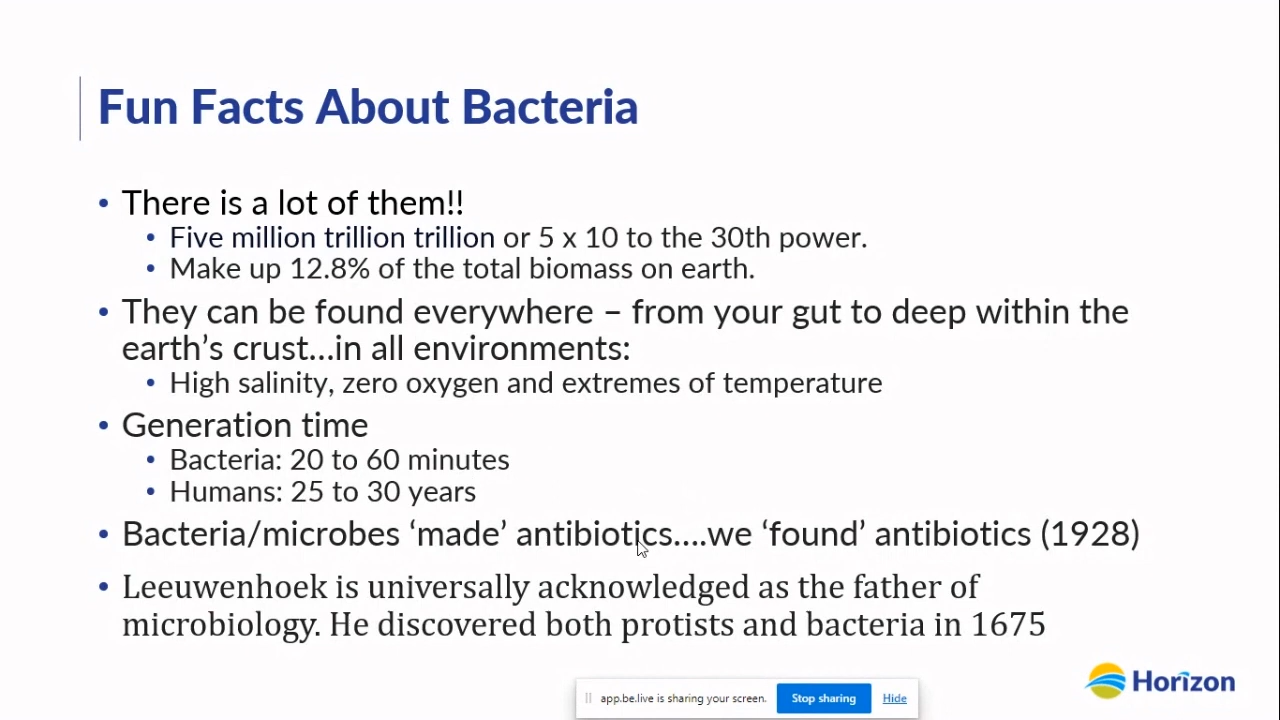 Fun Facts About Bacteria
• There is a lot of them!!
• Five million trillion trillion or 5 x 10 to the 30th power.
• Make up 12.8% of the total biomass on earth.
• They can be found everywhere – from your gut to deep within the
earth’s crust…in all environments:
• High salinity, zero oxygen and extremes of temperature
• Generation time
• Bacteria: 20 to 60 minutes
• Humans: 25 to 30 years
• Bacteria/microbes ‘made’ antibiotics….we ‘found’ antibiotics (1928)
• Leeuwenhoek is universally acknowledged as the father of
microbiology. He discovered both protists and bacteria in 1675
Horizon
app.be.live is sharing your screen. Stop sharing Hide